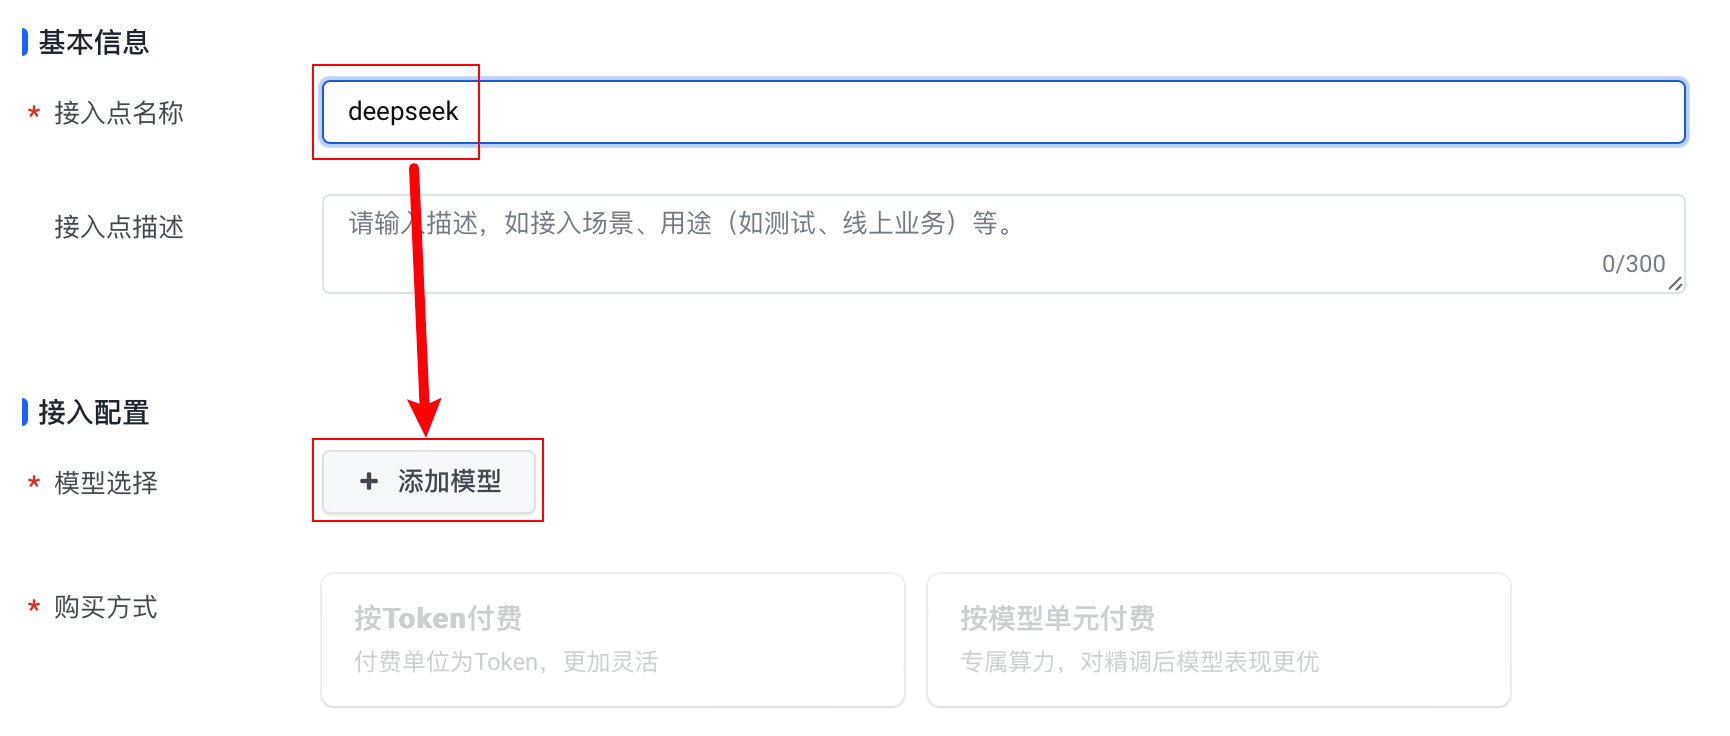 基本信息
* 接入点名称
deepseek
接入点描述
请输入描述，如接入场景、用途（如测试、线上业务）等。
0/300
接入配置
* 模型选择
+ 添加模型
* 购买方式
按Token付费
付费单位为Token，更加灵活
按模型单元付费
专属算力，对精调后模型表现更优